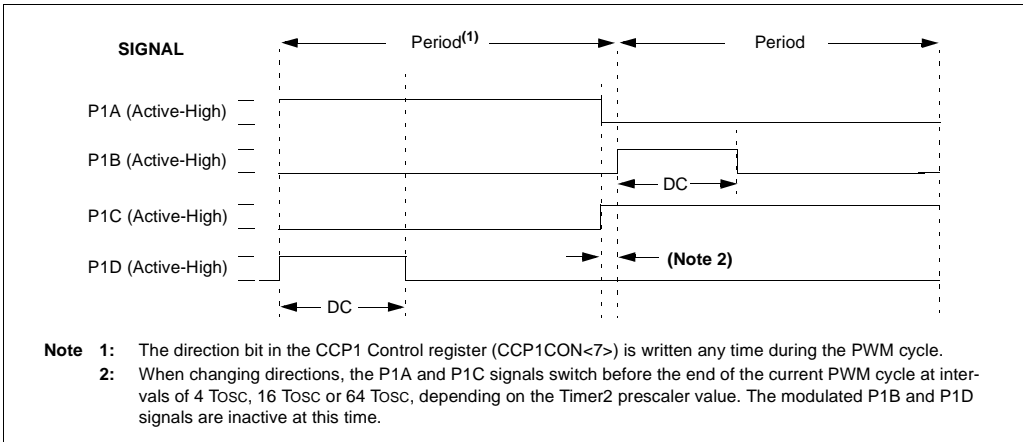 SIGNAL
Period(1)
Period
P1A (Active-High)
P1B (Active-High)
DC
P1C (Active-High)
(Note 2)
P1D (Active-High)
DC
Note 1: The direction bit in the CCP1 Control register (CCP1CON<7>) is written any time during the PWM cycle.
2: When changing directions, the P1A and P1C signals switch before the end of the current PWM cycle at inter-
vals of 4 TOSC, 16 TOSC or 64 TOSC, depending on the Timer2 prescaler value. The modulated P1B and P1D
signals are inactive at this time.